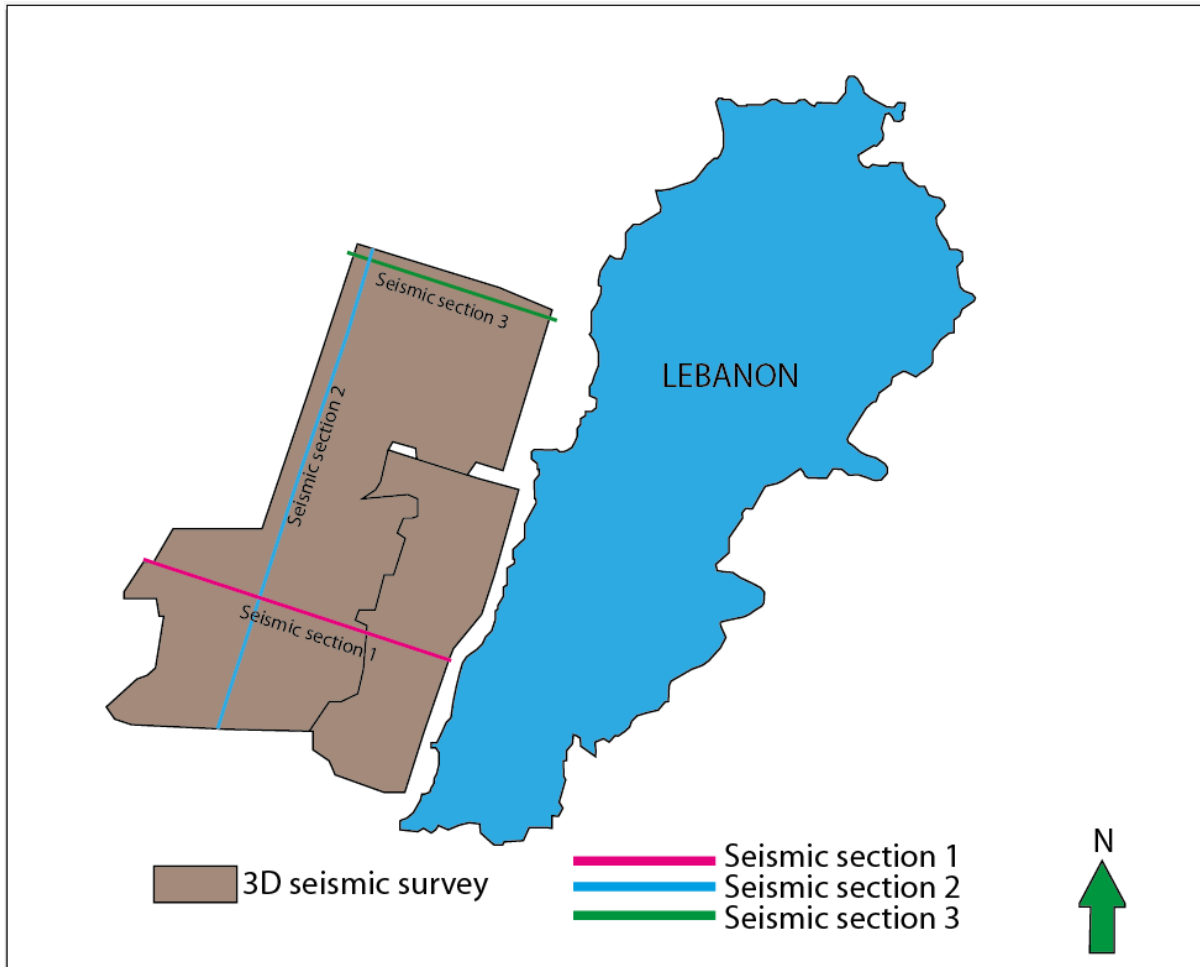 Seismic section 3
LEBANON
Seismic section 2
Seismic section 1
3D seismic survey
Seismic section 1
Seismic section 2
Seismic section 3
N